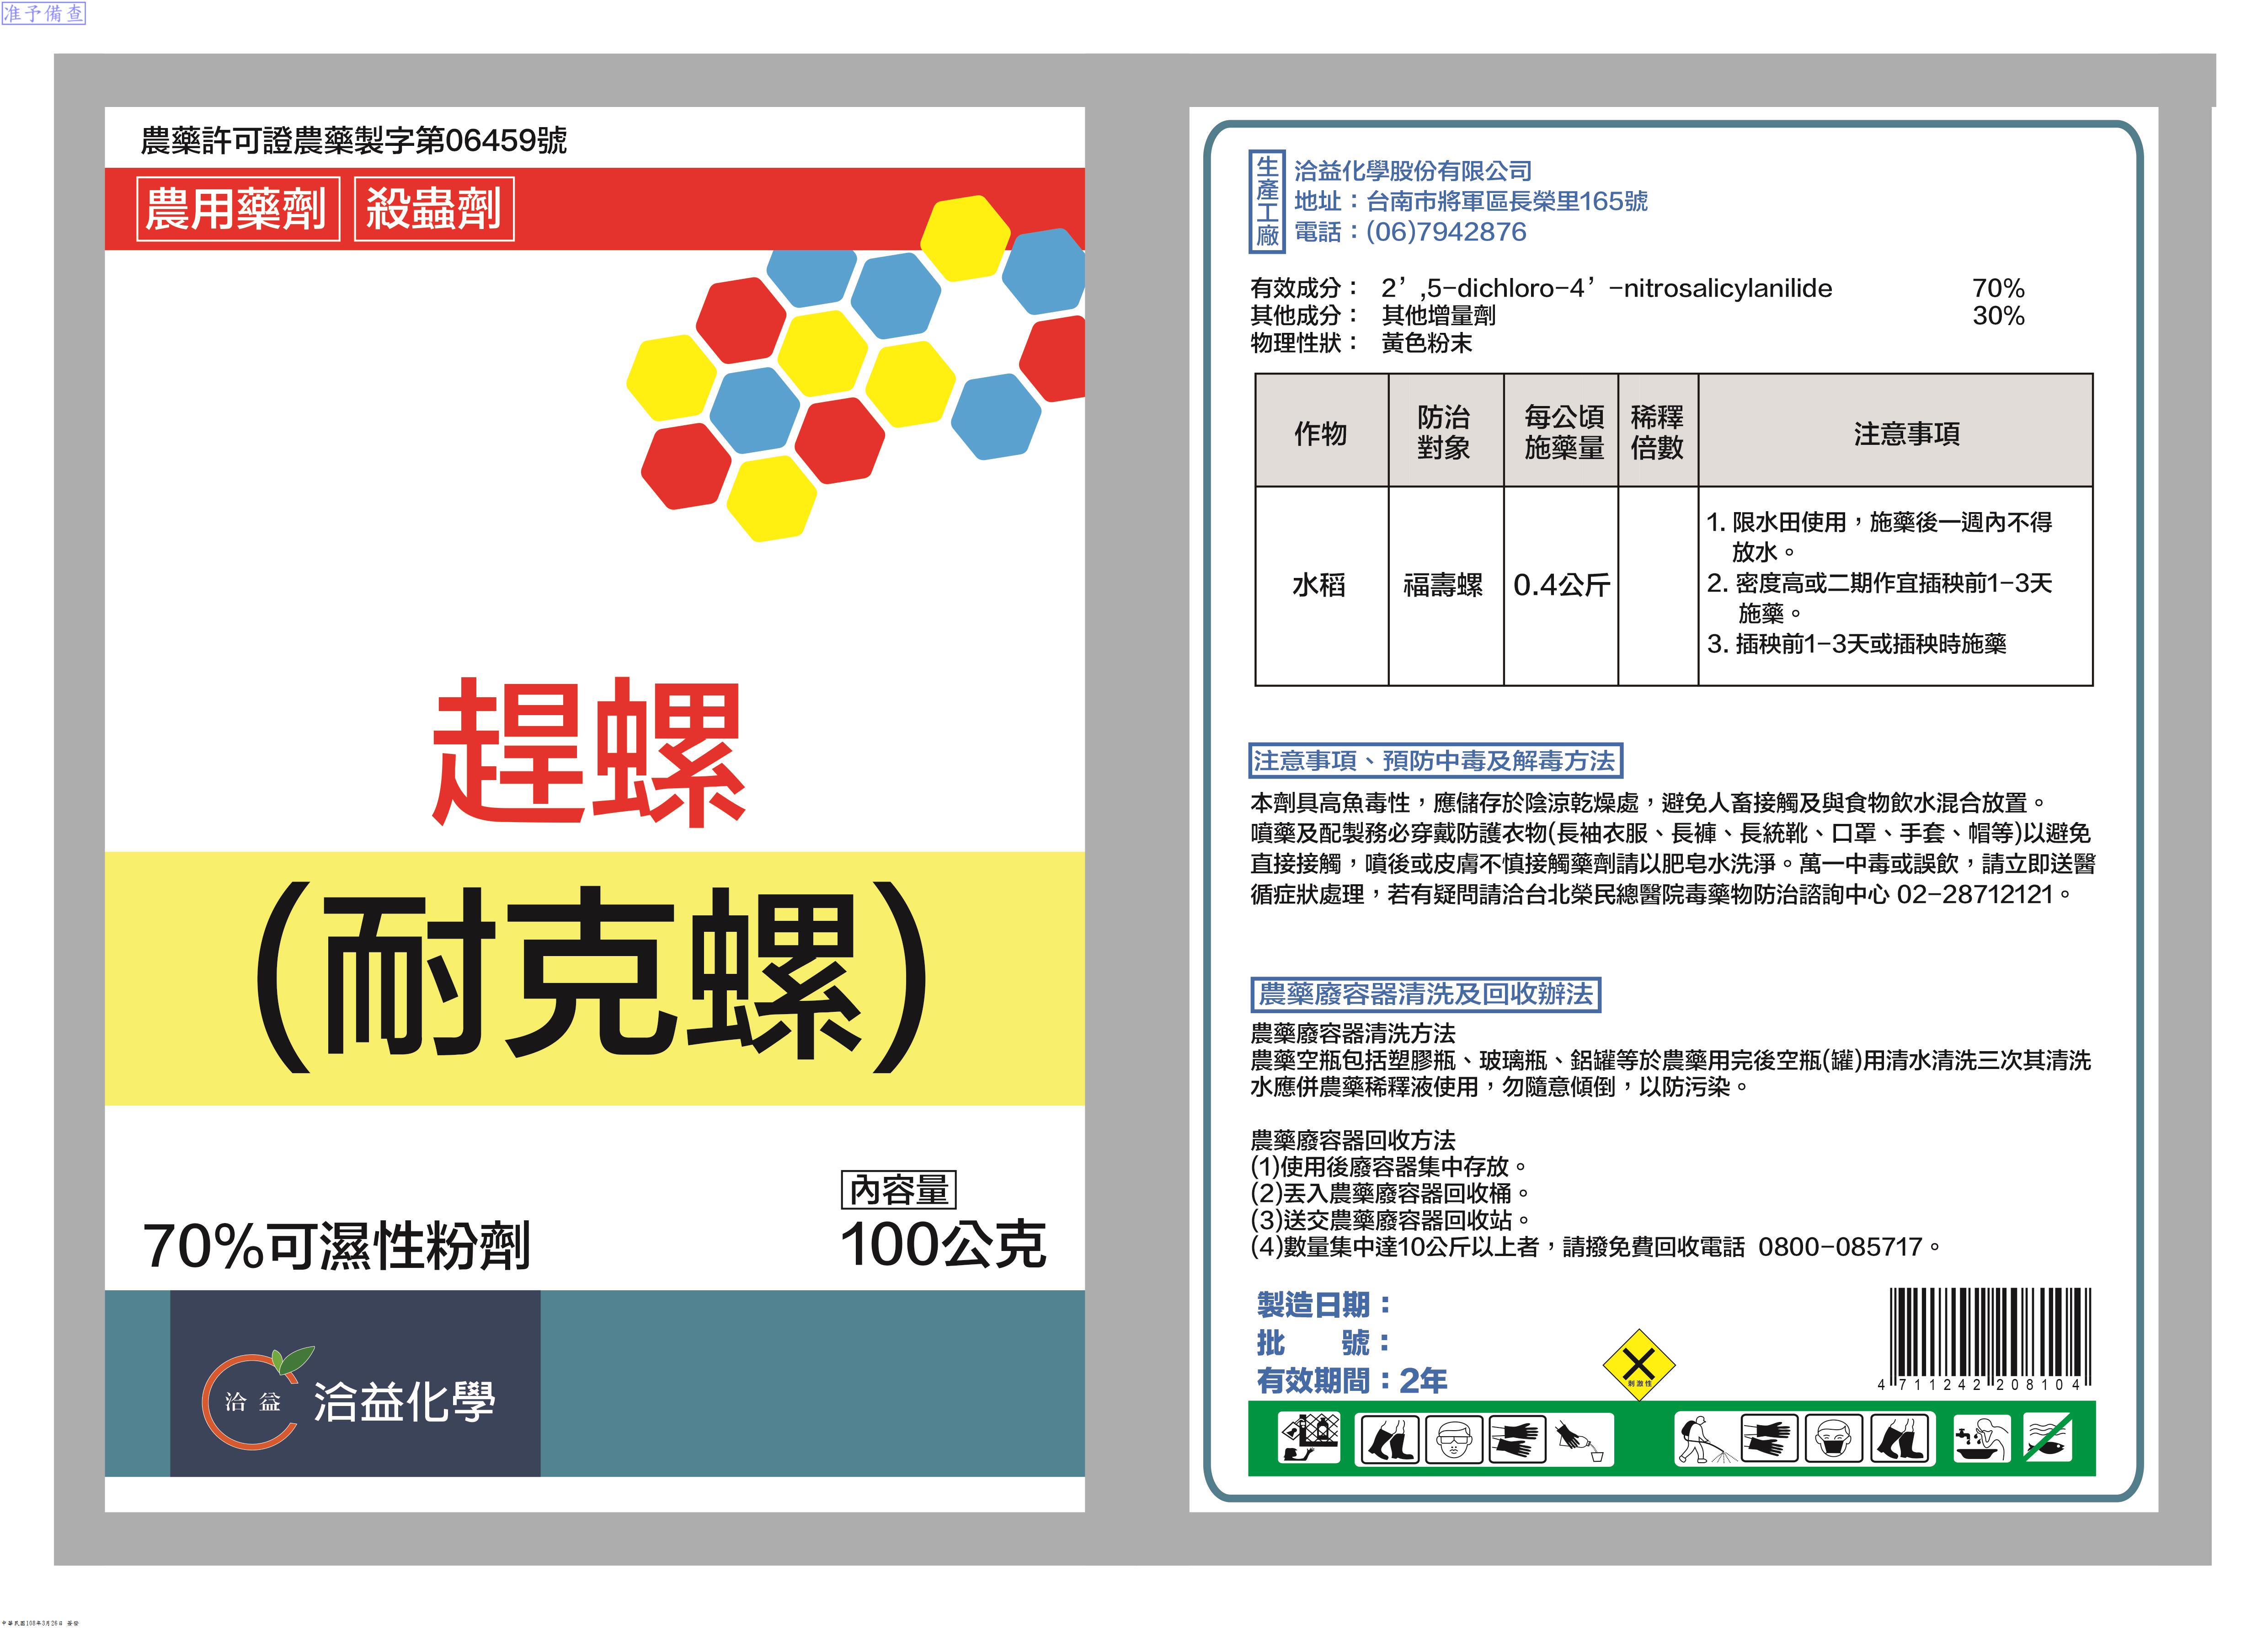 准予備查
農藥許可證農藥製字第06459號
農用藥劑 殺蟲劑
趕螺
(耐克螺)
內容量
70%可濕性粉劑
100公克
洽益
洽益化學
生產工廠
洽益化學股份有限公司
地址：台南市將軍區長榮里165號
電話：(06)7942876
有效成分： 2’,5-dichloro-4’-nitrosalicylanilide 70%
其他成分： 其他增量劑 30%
物理性狀： 黃色粉末
作物 防治對象 每公頃施藥量 稀釋倍數 注意事項
水稻 福壽螺 0.4公斤
1. 限水田使用，施藥後一週內不得
放水。
2. 密度高或二期作宜插秧前1-3天
施藥。
3. 插秧前1-3天或插秧時施藥
注意事項、預防中毒及解毒方法
本劑具高魚毒性，應儲存於陰涼乾燥處，避免人畜接觸及與食物飲水混合放置。
噴藥及配製務必穿戴防護衣物(長袖衣服、長褲、長統靴、口罩、手套、帽等)以避免
直接接觸，噴後或皮膚不慎接觸藥劑請以肥皂水洗淨。萬一中毒或誤飲，請立即送醫
循症狀處理，若有疑問請洽台北榮民總醫院毒藥物防治諮詢中心 02-28712121。
農藥廢容器清洗及回收辦法
農藥廢容器清洗方法
農藥空瓶包括塑膠瓶、玻璃瓶、鋁罐等於農藥用完後空瓶(罐)用清水清洗三次其清洗
水應併農藥稀釋液使用，勿隨意傾倒，以防污染。
農藥廢容器回收方法
(1)使用後廢容器集中存放。
(2)丟入農藥廢容器回收桶。
(3)送交農藥廢容器回收站。
(4)數量集中達10公斤以上者，請撥免費回收電話 0800-085717。
製造日期：
批 號：
有效期間：2年
刺激性
4 711242 208104
中華民國108年3月26日 簽發